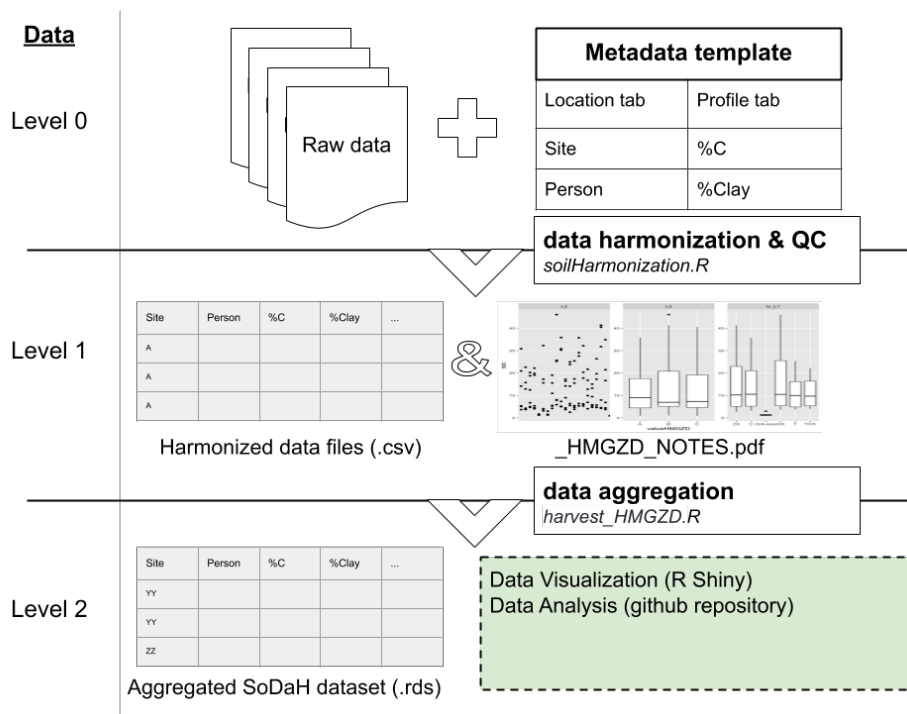 Data
Level 0
Raw data
Metadata template
Location tab Profile tab
Site %C
Person %Clay
data harmonization & QC
soilHarmonization.R
Level 1
Site Person %C %Clay ...
A
A
A
&
Harmonized data files (.csv)
_HMGZD_NOTES.pdf
data aggregation
harvest_HMGZD.R
Level 2
Site Person %C %Clay ...
YY
YY
ZZ
Aggregated SoDaH dataset (.rds)
Data Visualization (R Shiny)
Data Analysis (github repository)